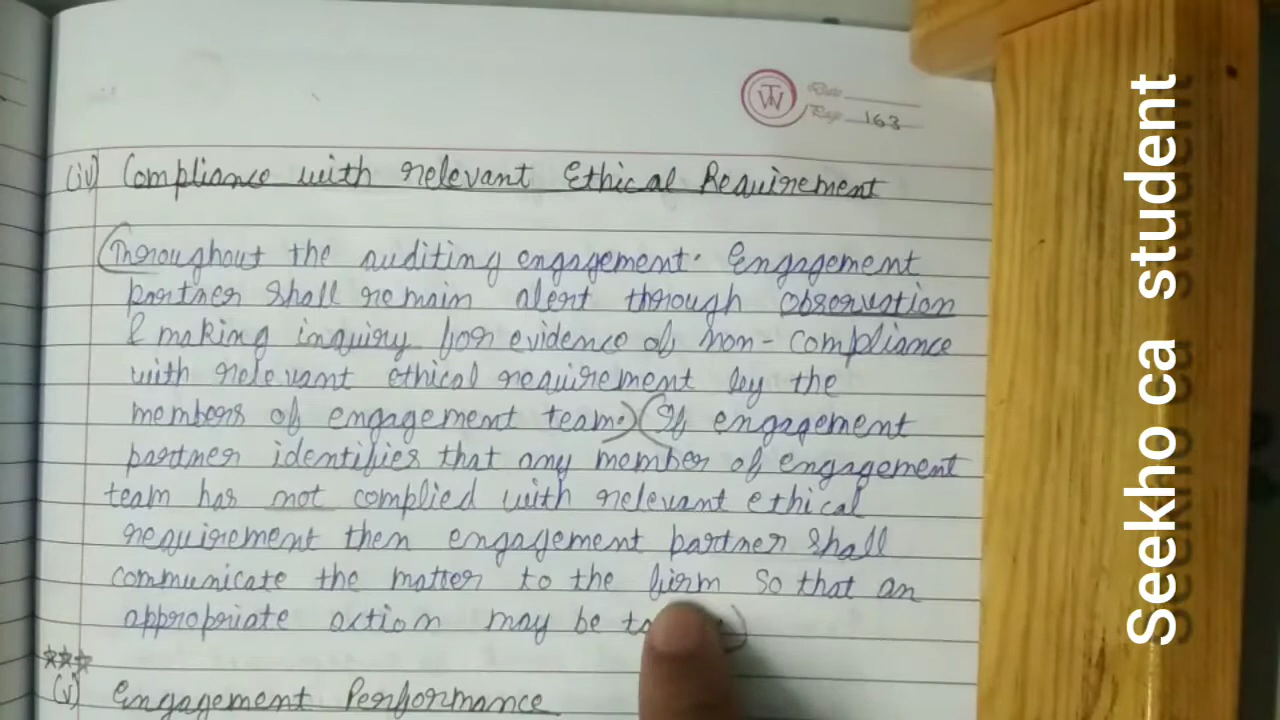 Date
Page 163
(iv) Compliance with relevant Ethical Requirement
Throughout the auditing engagement. Engagement
partner shall remain alert through observation
& making inquiry for evidence of non-compliance
with relevant ethical requirement by the
members of engagement team.) (If engagement
partner identifies that any member of engagement
team has not complied with relevant ethical
requirement then engagement partner shall
communicate the matter to the firm so that an
appropriate action may be
(v) Engagement Performance
Seekho ca student